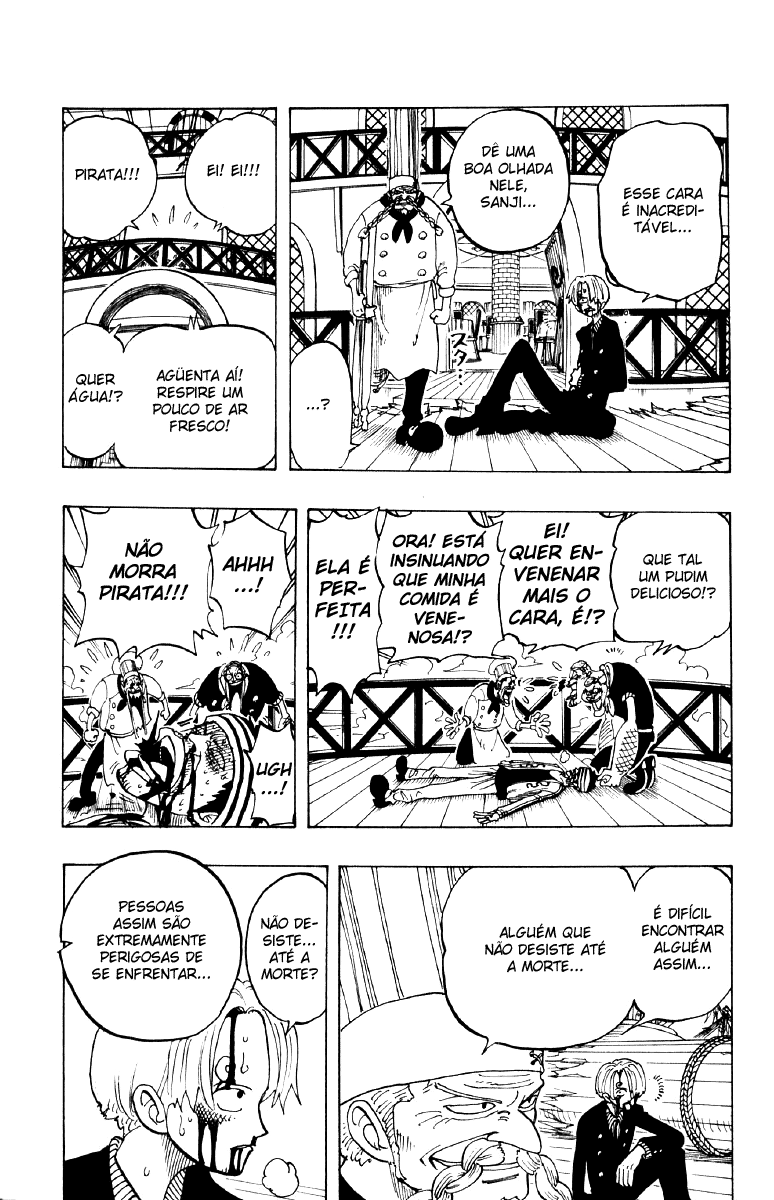 ESSE CARA
É INACREDI-
TÁVEL...
DÊ UMA
BOA OLHADA
NELE,
SANJI...
スタ...
...?
EI! EI!!!
PIRATA!!!
AGÜENTA AÍ!
RESPIRE UM
POUCO DE AR
FRESCO!
QUER
ÁGUA!?
QUE TAL
UM PUDIM
DELICIOSO!?
EI!
QUER EN-
VENENAR
MAIS O
CARA, É!?
ORA! ESTÁ
INSINUANDO
QUE MINHA
COMIDA É
VENE-
NOSA!?
ELA É
PER-
FEITA
!!!
AHHH
...!
NÃO
MORRA
PIRATA!!!
UGH
...!
É DIFÍCIL
ENCONTRAR
ALGUÉM
ASSIM...
ALGUÉM QUE
NÃO DESISTE ATÉ
A MORTE...
NÃO DE-
SISTE...
ATÉ A
MORTE?
PESSOAS
ASSIM SÃO
EXTREMAMENTE
PERIGOSAS DE
SE ENFRENTAR...